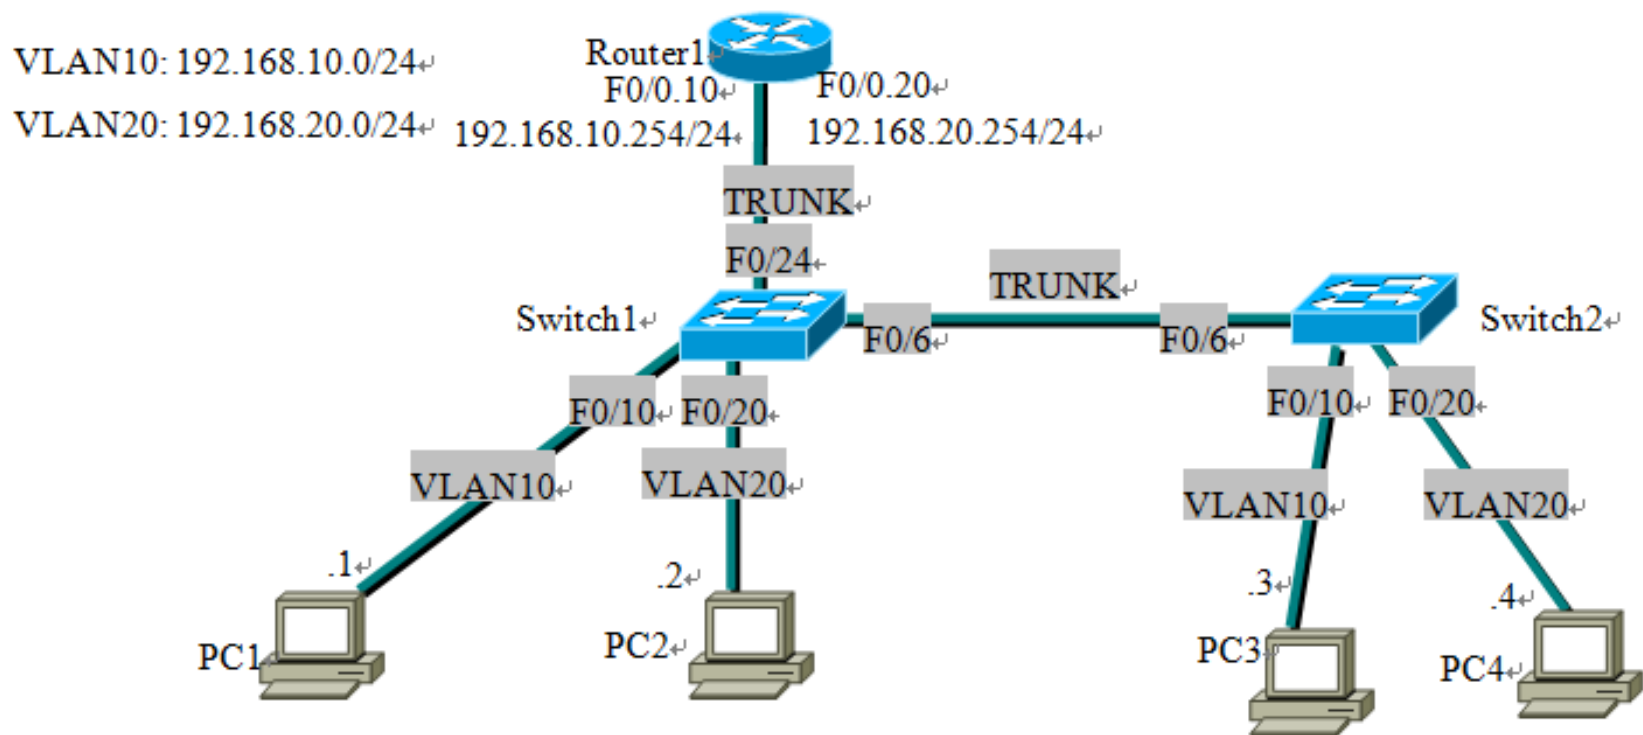 Router1
VLAN10: 192.168.10.0/24
F0/0.10
F0/0.20
VLAN20: 192.168.20.0/24
192.168.10.254/24
192.168.20.254/24
TRUNK
F0/24
TRUNK
Switch1
Switch2
F0/6
F0/6
F0/10
F0/20
F0/10
F0/20
VLAN10
VLAN20
VLAN10
VLAN20
.1
.2
.3
.4
PC1
PC2
PC3
PC4